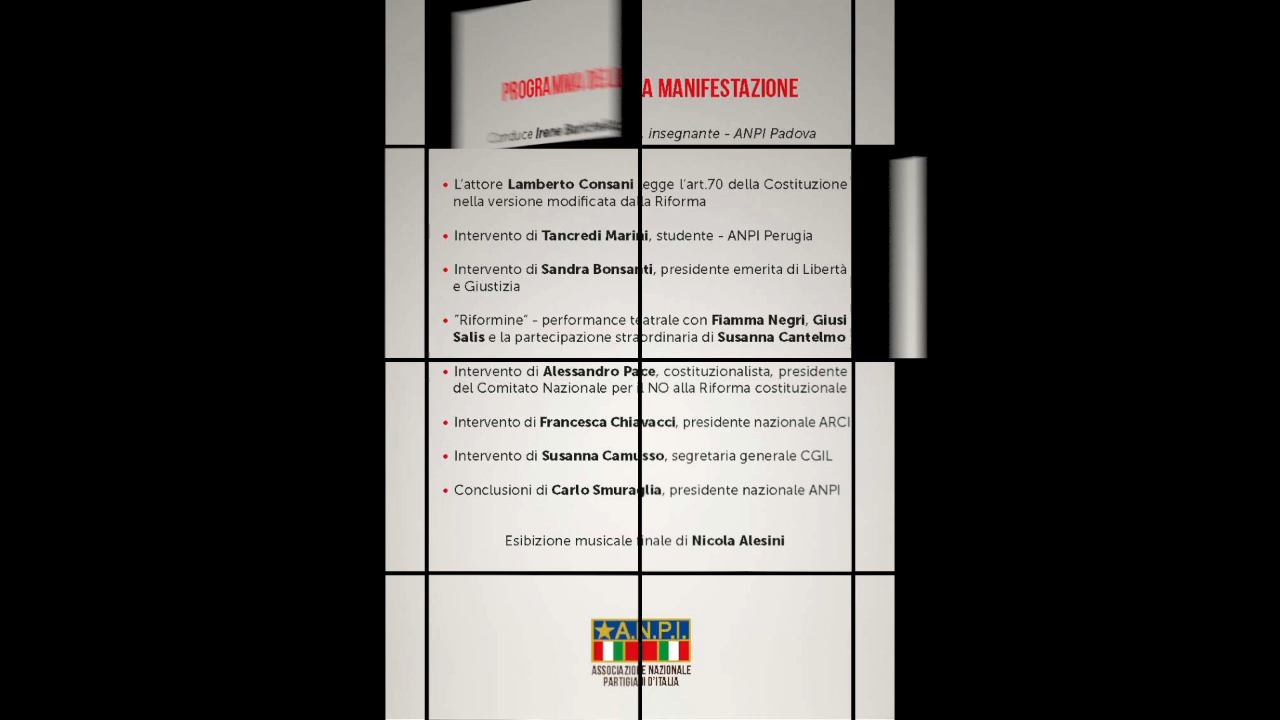 PROGRAMMA DELLA MANIFESTAZIONE
Conduce Irene , insegnante - ANPI Padova
• L'attore Lamberto Consani legge l'art.70 della Costituzione
nella versione modificata dalla Riforma
• Intervento di Tancredi Marini, studente - ANPI Perugia
• Intervento di Sandra Bonsanti, presidente emerita di Libertà
e Giustizia
• "Riformine" - performance teatrale con Fiamma Negri, Giusi
Salis e la partecipazione straordinaria di Susanna Cantelmo
• Intervento di Alessandro Pace, costituzionalista, presidente
del Comitato Nazionale per il NO alla Riforma costituzionale
• Intervento di Francesca Chiavacci, presidente nazionale ARCI
• Intervento di Susanna Camusso, segretaria generale CGIL
• Conclusioni di Carlo Smuraglia, presidente nazionale ANPI
Esibizione musicale finale di Nicola Alesini
A.N.P.I.
ASSOCIAZIONE NAZIONALE
PARTIGIANI D'ITALIA